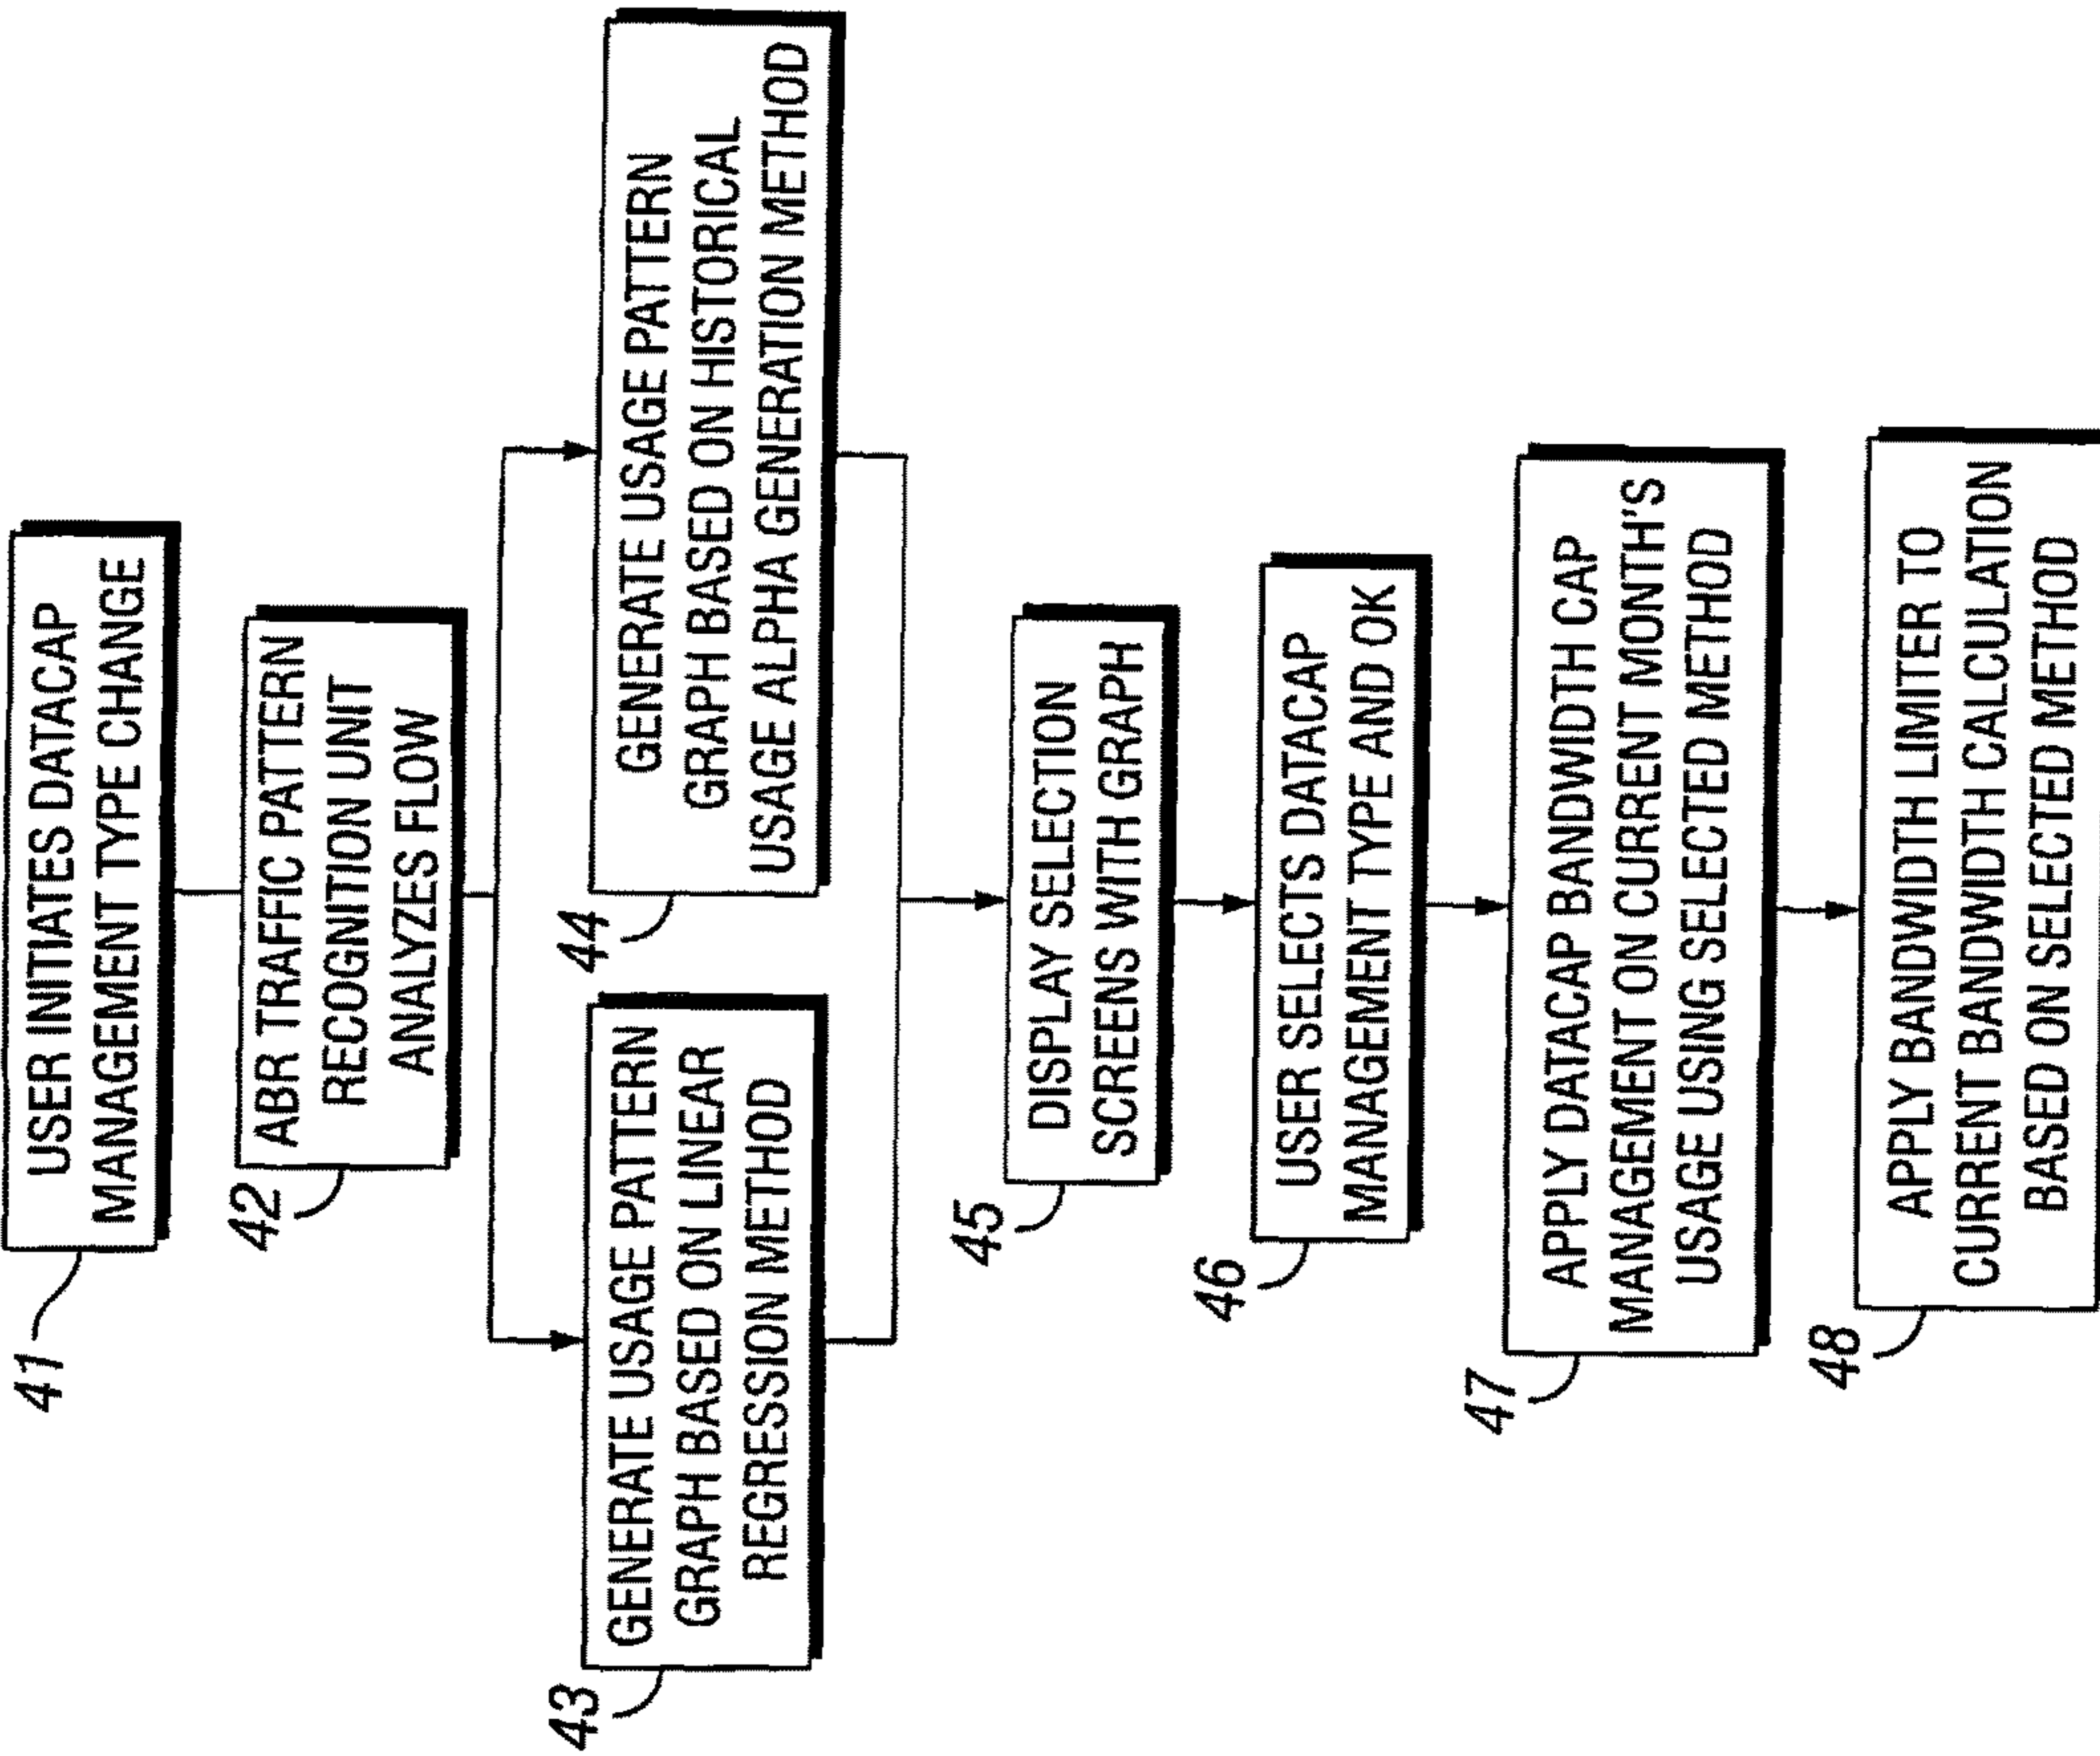 41
USER INITIATES DATACAP
MANAGEMENT TYPE CHANGE
42
ABR TRAFFIC PATTERN
RECOGNITION UNIT
ANALYZES FLOW
43
GENERATE USAGE PATTERN
GRAPH BASED ON LINEAR
REGRESSION METHOD
44
GENERATE USAGE PATTERN
GRAPH BASED ON HISTORICAL
USAGE ALPHA GENERATION METHOD
45
DISPLAY SELECTION
SCREENS WITH GRAPH
46
USER SELECTS DATACAP
MANAGEMENT TYPE AND OK
47
APPLY DATACAP BANDWIDTH CAP
MANAGEMENT ON CURRENT MONTH'S
USAGE USING SELECTED METHOD
48
APPLY BANDWIDTH LIMITER TO
CURRENT BANDWIDTH CALCULATION
BASED ON SELECTED METHOD